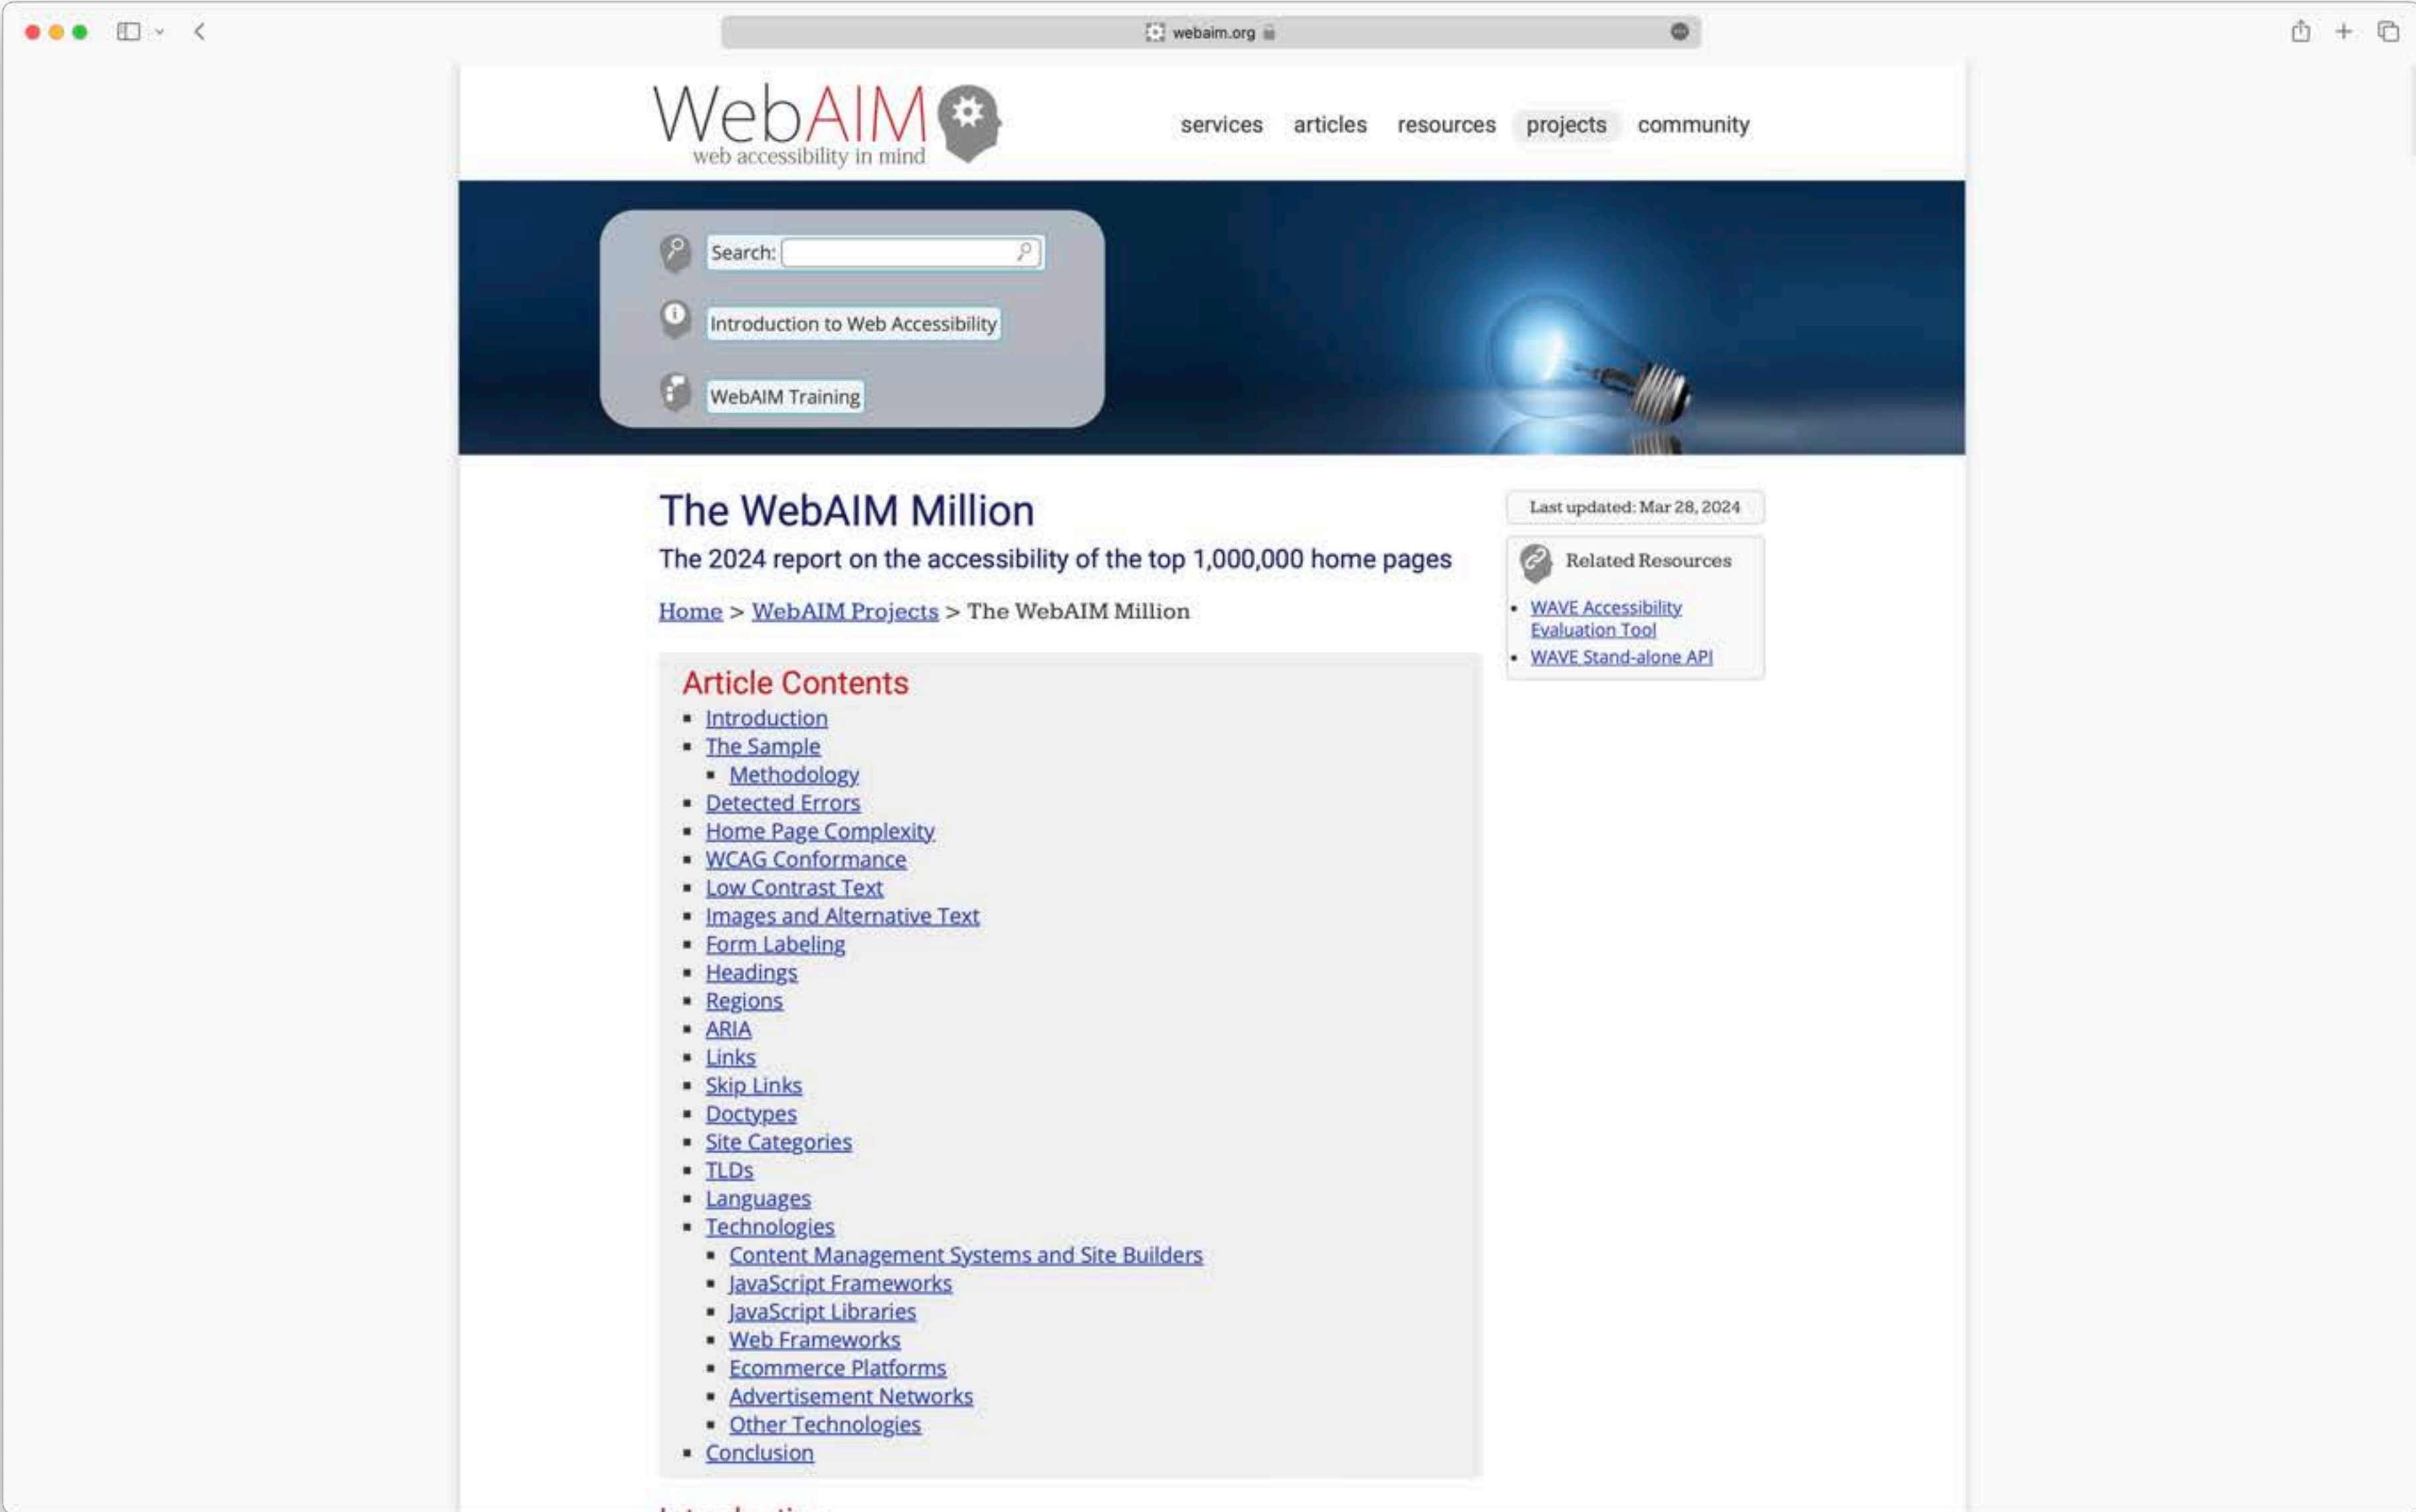 webaim.org
WebAIM
web accessibility in mind
services articles resources projects community
Search:
Introduction to Web Accessibility
WebAIM Training
The WebAIM Million
The 2024 report on the accessibility of the top 1,000,000 home pages
Home > WebAIM Projects > The WebAIM Million
Last updated: Mar 28, 2024
Related Resources
WAVE Accessibility
Evaluation Tool
WAVE Stand-alone API
Article Contents
Introduction
The Sample
Methodology
Detected Errors
Home Page Complexity
WCAG Conformance
Low Contrast Text
Images and Alternative Text
Form Labeling
Headings
Regions
ARIA
Links
Skip Links
Doctypes
Site Categories
TLDs
Languages
Technologies
Content Management Systems and Site Builders
JavaScript Frameworks
JavaScript Libraries
Web Frameworks
Ecommerce Platforms
Advertisement Networks
Other Technologies
Conclusion